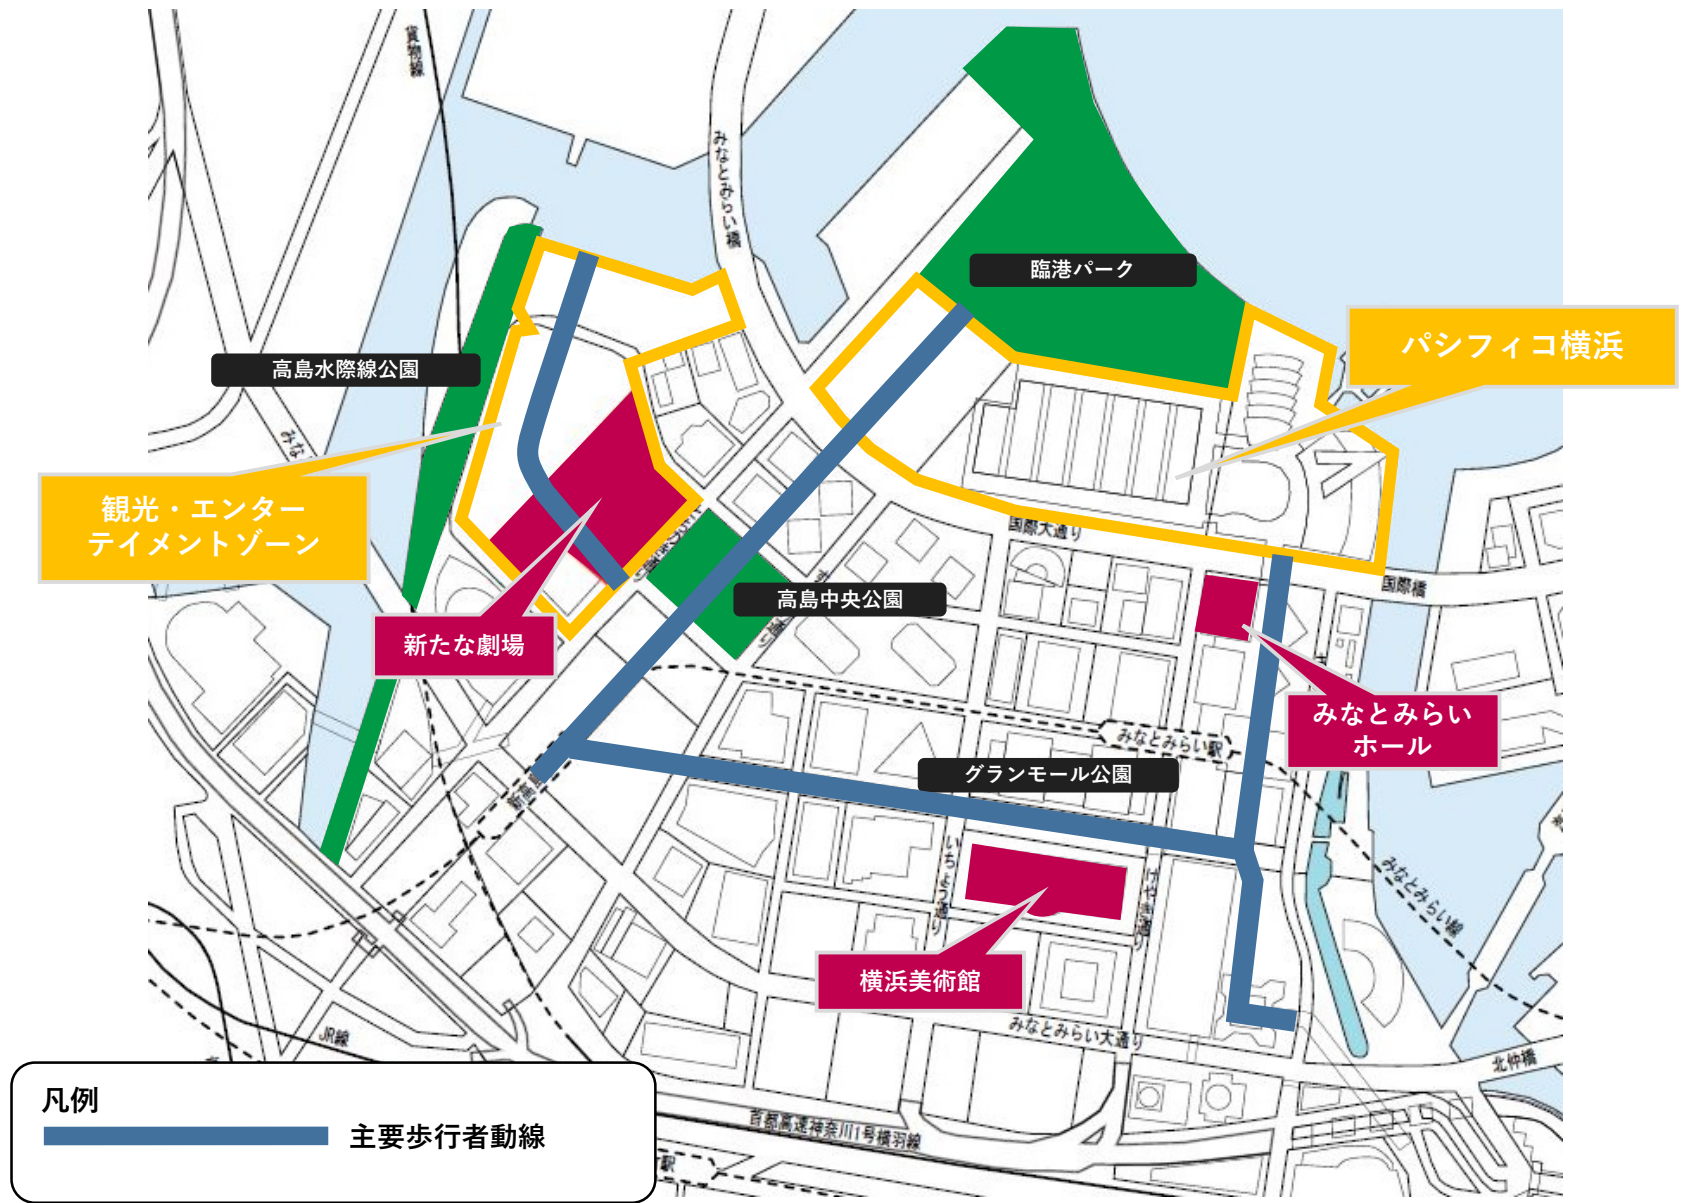 貨物線
みなとみらい橋
臨港パーク
パシフィコ横浜
高島水際線公園
みな
観光・エンター
テイメントゾーン
国際大通り
国際橋
高島中央公園
新たな劇場
みなとみらい
ホール
みなとみらい駅
グランモール公園
新高島
いちょう通り
けやき通り
みなとみらい線
横浜美術館
みなとみらい大通り
JR線
北仲橋
凡例
主要歩行者動線
首都高速神奈川1号横羽線
駅